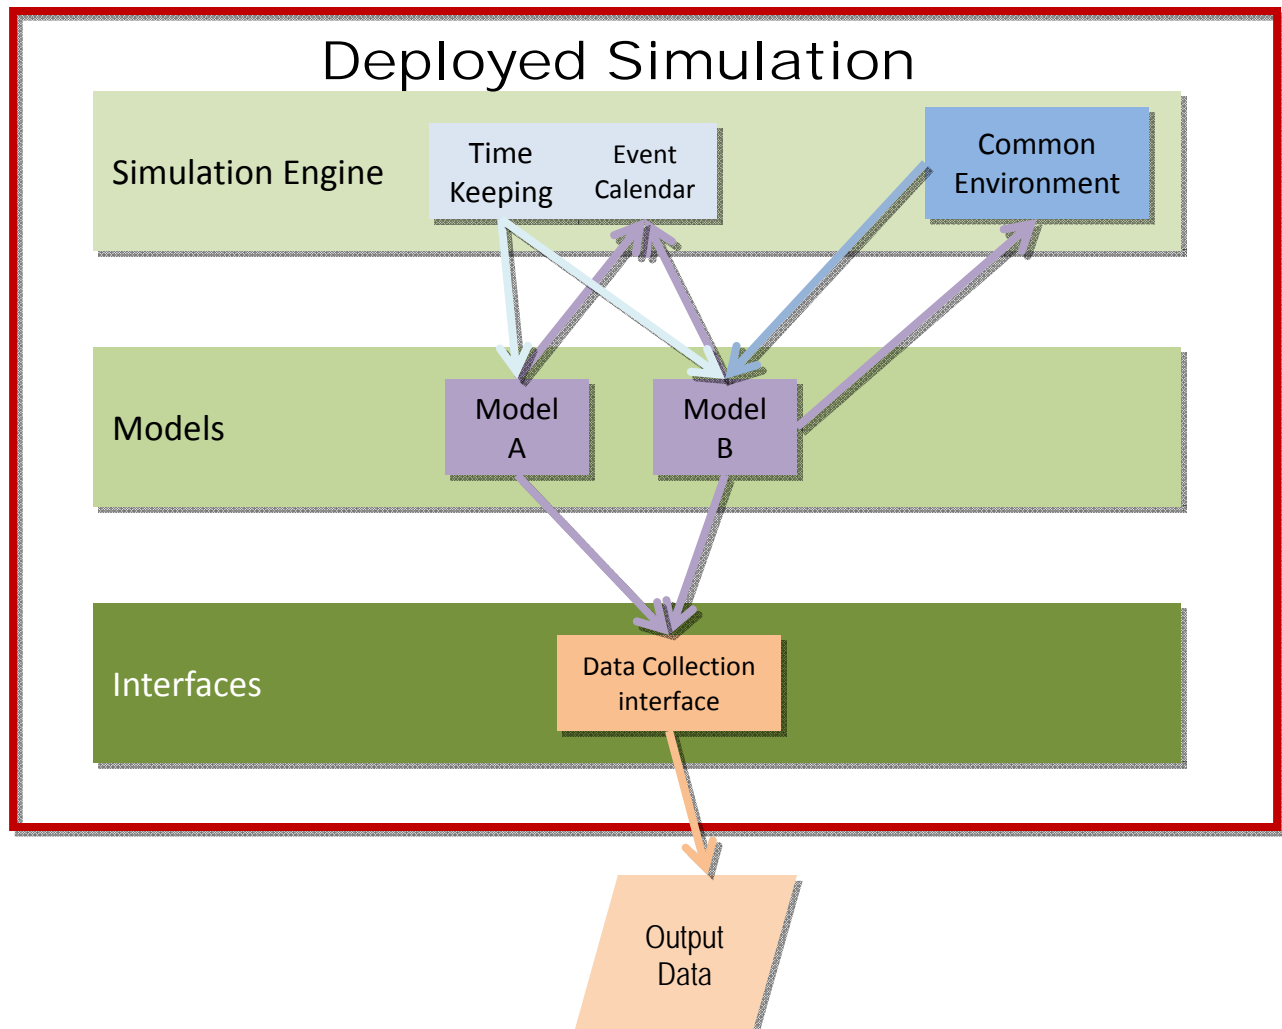 Deployed Simulation
Simulation Engine
Time
Keeping
Event
Calendar
Common
Environment
Models
Model
A
Model
B
Interfaces
Data Collection
interface
Output
Data